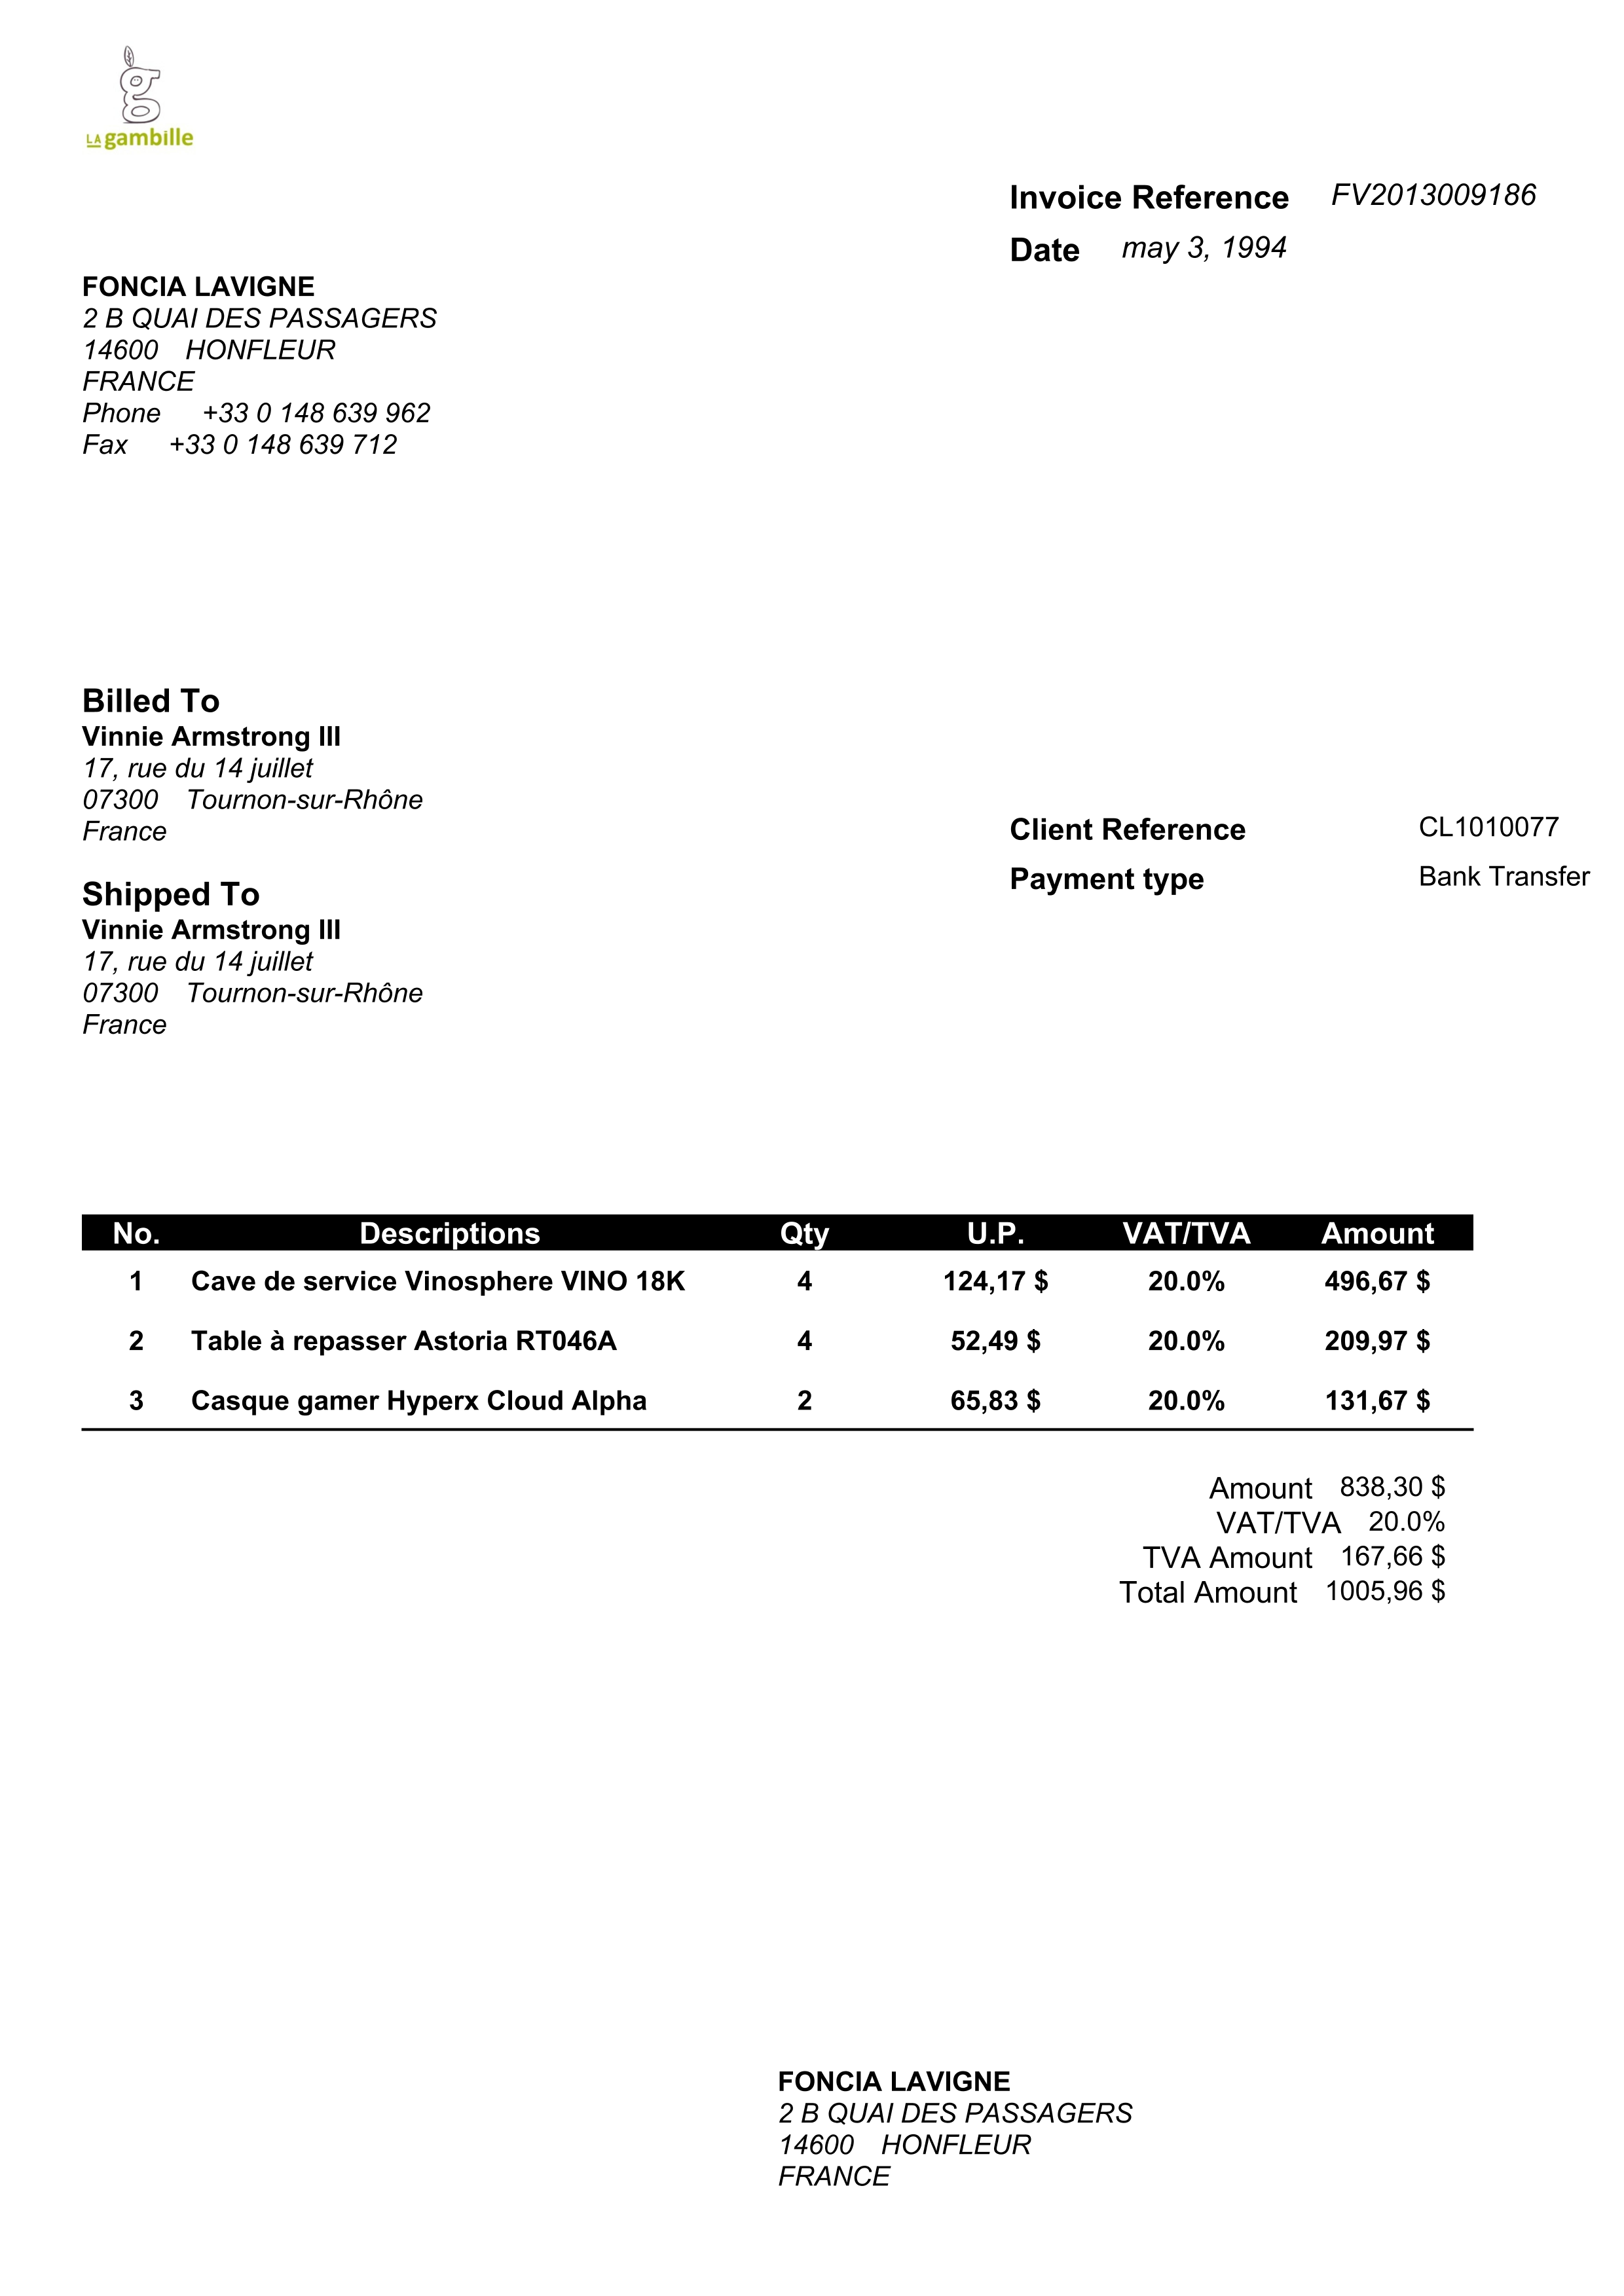 LA gambille
Invoice Reference FV2013009186
Date may 3, 1994
FONCIA LAVIGNE
2 B QUAI DES PASSAGERS
14600 HONFLEUR
FRANCE
Phone +33 0 148 639 962
Fax +33 0 148 639 712
Billed To
Vinnie Armstrong III
17, rue du 14 juillet
07300 Tournon-sur-Rhône
France
Client Reference CL1010077
Payment type Bank Transfer
Shipped To
Vinnie Armstrong III
17, rue du 14 juillet
07300 Tournon-sur-Rhône
France
No. Descriptions Qty U.P. VAT/TVA Amount
1 Cave de service Vinosphere VINO 18K 4 124,17 $ 20.0% 496,67 $
2 Table à repasser Astoria RT046A 4 52,49 $ 20.0% 209,97 $
3 Casque gamer Hyperx Cloud Alpha 2 65,83 $ 20.0% 131,67 $
Amount 838,30 $
VAT/TVA 20.0%
TVA Amount 167,66 $
Total Amount 1005,96 $
FONCIA LAVIGNE
2 B QUAI DES PASSAGERS
14600 HONFLEUR
FRANCE